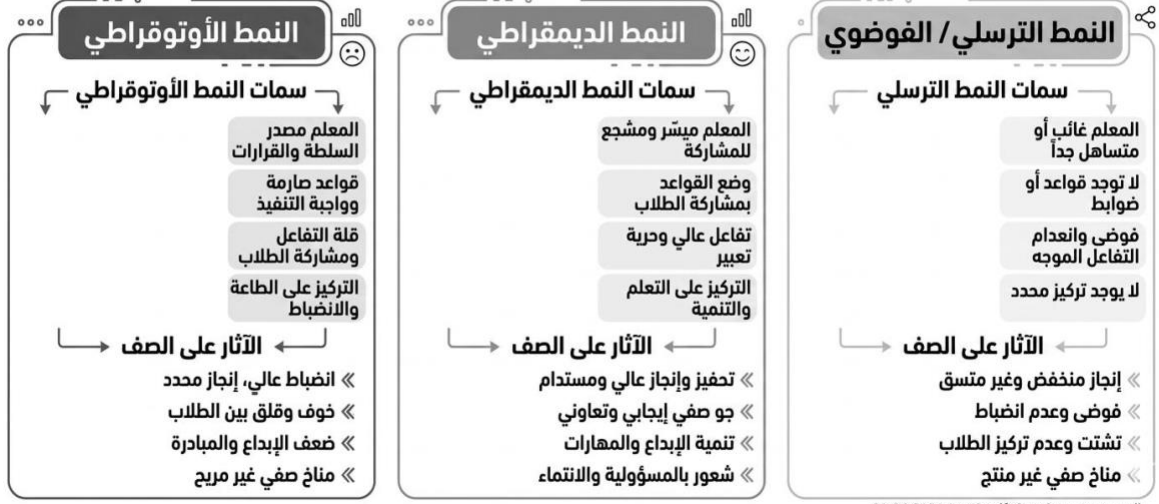 النمط الترسلي/ الفوضوي
سمات النمط الترسلي
المعلم غائب أو
متساهل جداً
لا توجد قواعد أو
ضوابط
فوضى وانعدام
التفاعل الموجه
لا يوجد تركيز محدد
الآثار على الصف
إنجاز منخفض وغير متسق
فوضى وعدم انضباط
تشتت وعدم تركيز الطلاب
مناخ صفي غير منتج
النمط الديمقراطي
سمات النمط الديمقراطي
المعلم ميسّر ومشجع
للمشاركة
وضع القواعد
بمشاركة الطلاب
تفاعل عالي وحرية
تعبير
التركيز على التعلم
والتنمية
الآثار على الصف
تحفيز وإنجاز عالي ومستدام
جو صفي إيجابي وتعاوني
تنمية الإبداع والمهارات
شعور بالمسؤولية والانتماء
النمط الأوتوقراطي
سمات النمط الأوتوقراطي
المعلم مصدر
السلطة والقرارات
قواعد صارمة
وواجبة التنفيذ
قلة التفاعل
ومشاركة الطلاب
التركيز على الطاعة
والانضباط
الآثار على الصف
انضباط عالي، إنجاز محدد
خوف وقلق بين الطلاب
ضعف الإبداع والمبادرة
مناخ صفي غير مريح